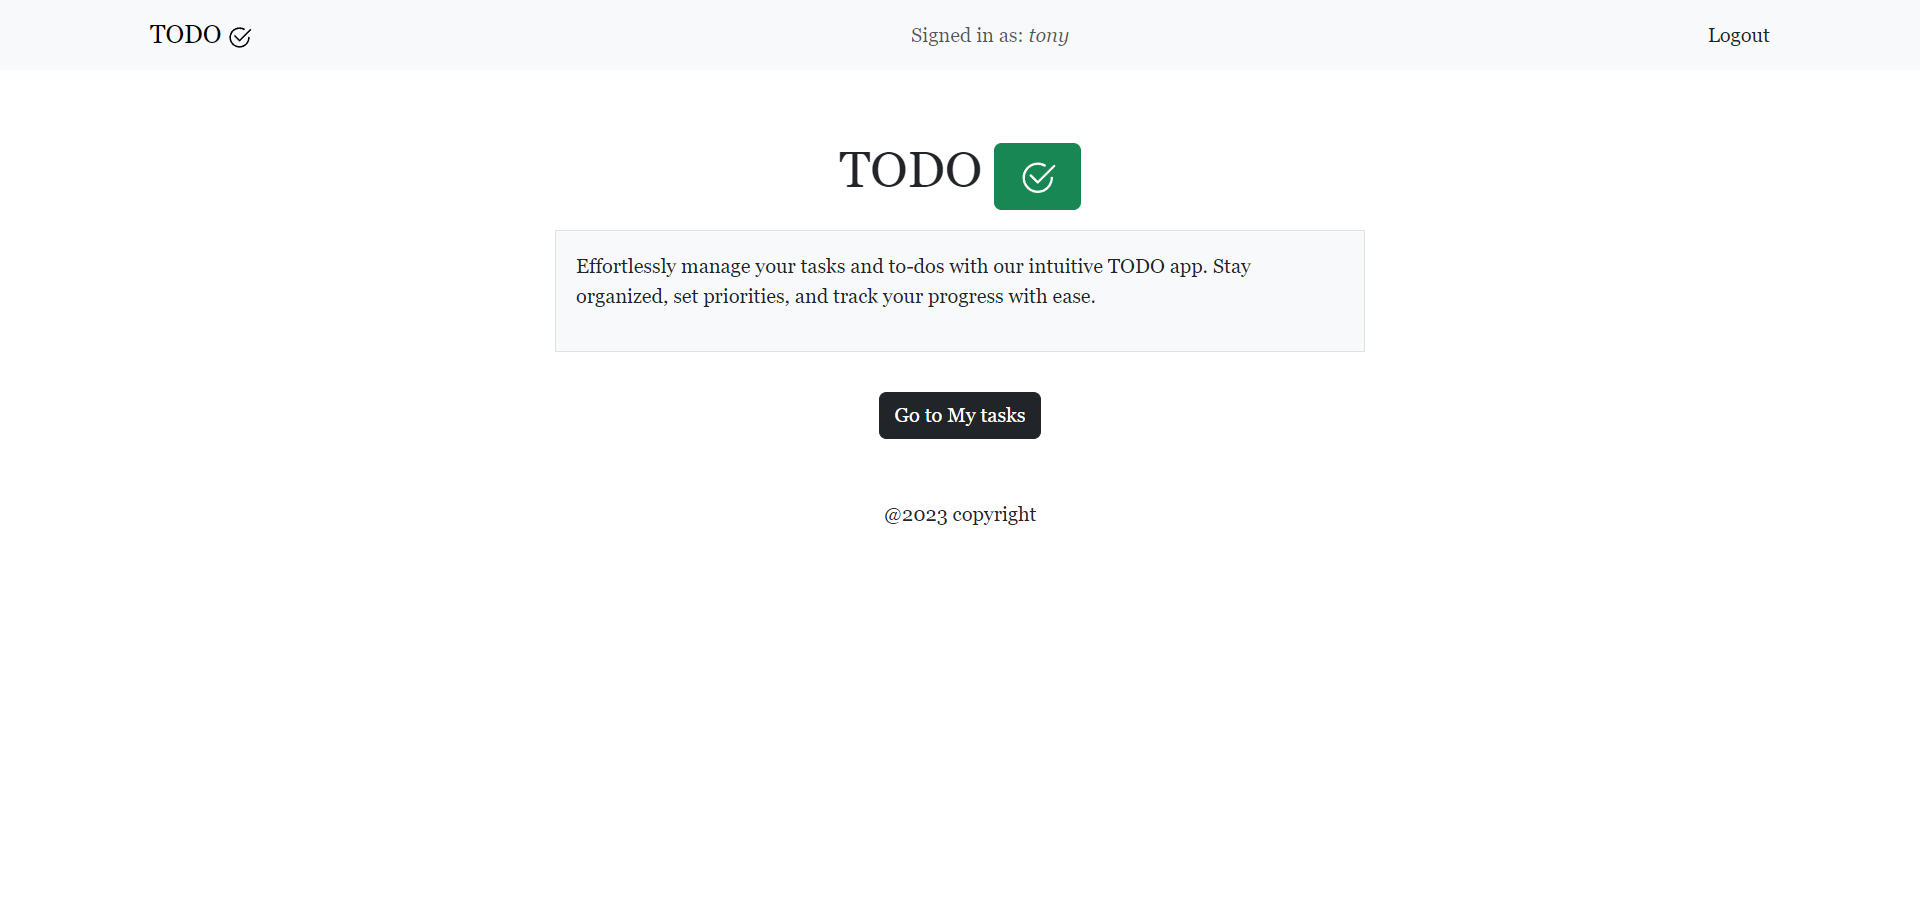 TODO
Signed in as: tony
Logout
TODO
Effortlessly manage your tasks and to-dos with our intuitive TODO app. Stay
organized, set priorities, and track your progress with ease.
Go to My tasks
@2023 copyright